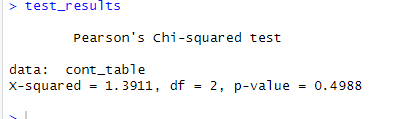 > test_results
Pearson's Chi-squared test
data:  cont_table
X-squared = 1.3911, df = 2, p-value = 0.4988
>